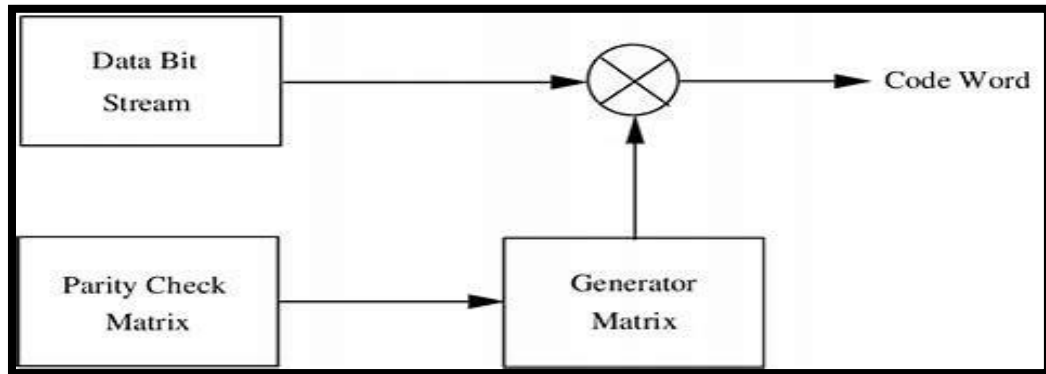 Data Bit
Stream
Code Word
Parity Check
Matrix
Generator
Matrix